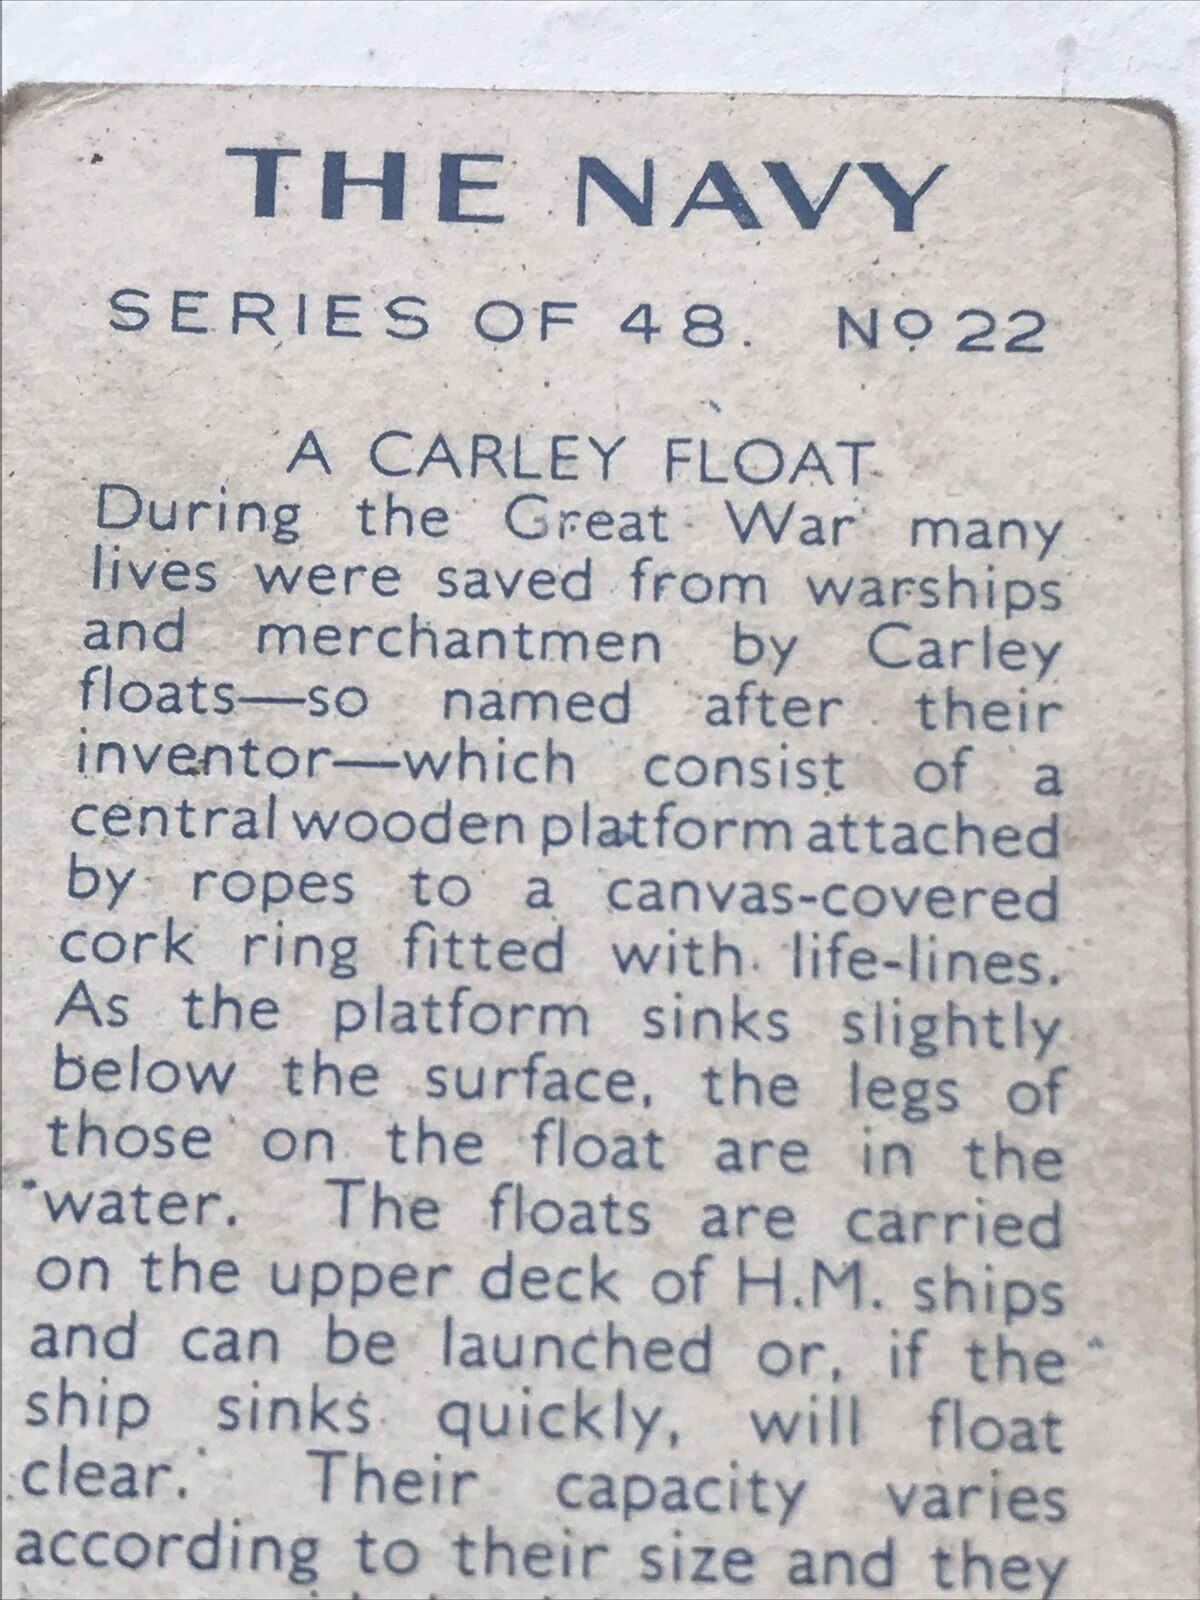 THE NAVY
SERIES OF 48. Nº 22
A CARLEY FLOAT
During the Great War many
lives were saved from warships
and merchantmen by Carley
floats—so named after their
inventor—which consist of a
central wooden platform attached
by ropes to a canvas-covered
cork ring fitted with life-lines.
As the platform sinks slightly
below the surface, the legs of
those on the float are in the
water. The floats are carried
on the upper deck of H.M. ships
and can be launched or, if the
ship sinks quickly, will float
clear. Their capacity varies
according to their size and they